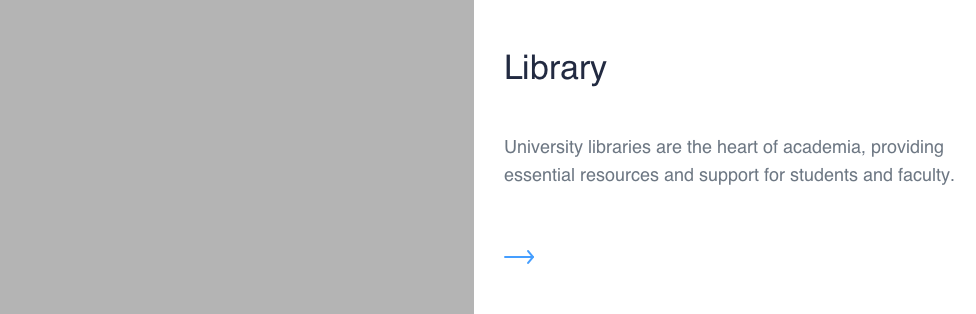 Library
University libraries are the heart of academia, providing
essential resources and support for students and faculty.